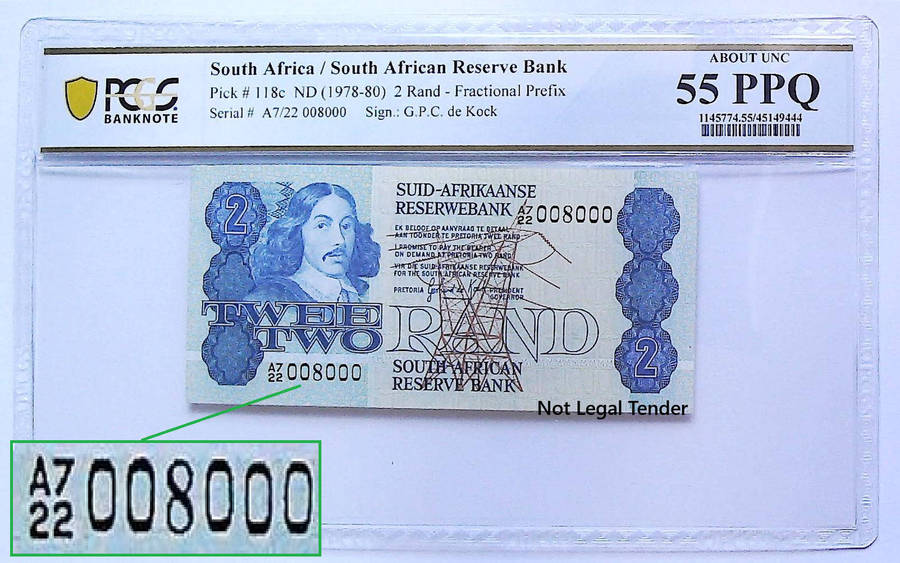 PCGS
BANKNOTE
South Africa / South African Reserve Bank
Pick # 118c ND (1978-80) 2 Rand - Fractional Prefix
Serial # A7/22 008000 Sign.: G.P.C. de Kock
ABOUT UNC
55 PPQ
1145774.55/45149444
2
SUID-AFRIKAANSE
RESERWEBANK
A7
22 008000
EK BELOOF OP AANVRAAG TE BETAAL
AAN TOONDER TE PRETORIA TWEE RAND
I PROMISE TO PAY THE BEARER
ON DEMAND AT PRETORIA TWO RAND
VIR DIE SUID-AFRIKAANSE RESERWEBANK
FOR THE SOUTH AFRICAN RESERVE BANK
PRETORIA PRESIDENT
GOVERNOR
TWEE
TWO
RAND
A7
22 008000
SOUTH AFRICAN
RESERVE BANK
2
Not Legal Tender
A7
22 008000